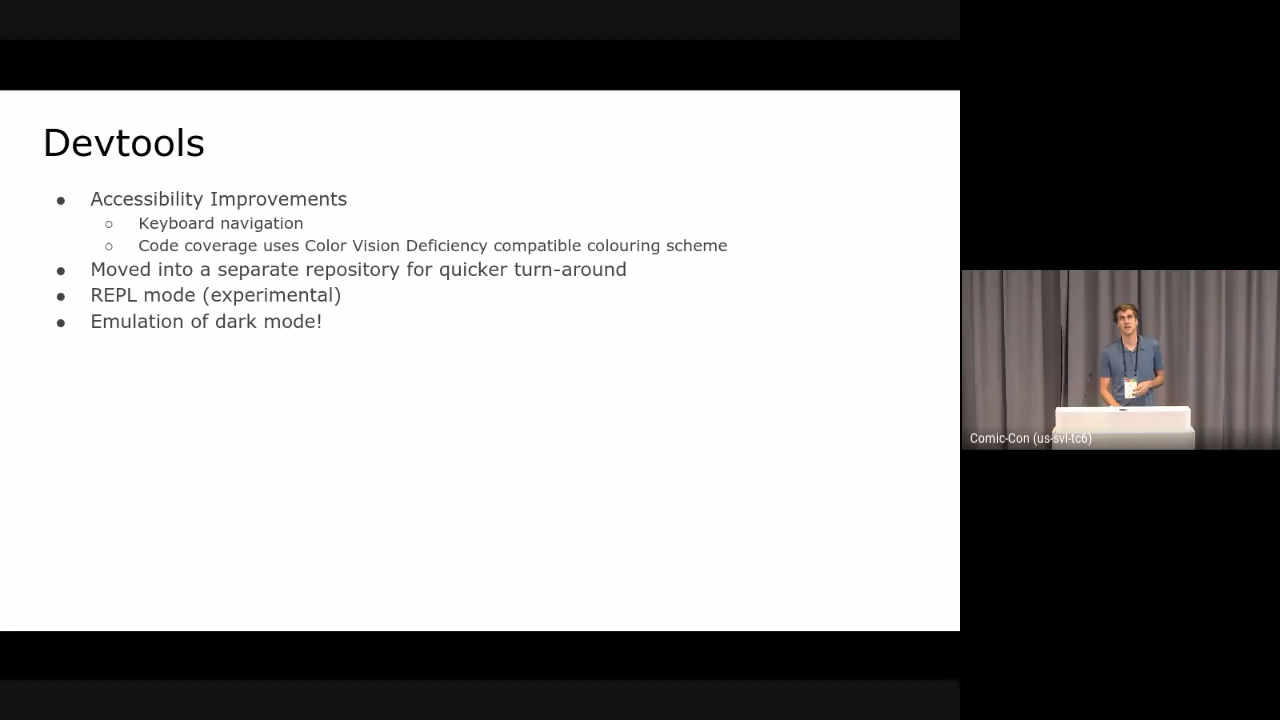 Devtools
● Accessibility Improvements
○ Keyboard navigation
○ Code coverage uses Color Vision Deficiency compatible colouring scheme
● Moved into a separate repository for quicker turn-around
● REPL mode (experimental)
● Emulation of dark mode!
Comic-Con (us-svl-tc6)